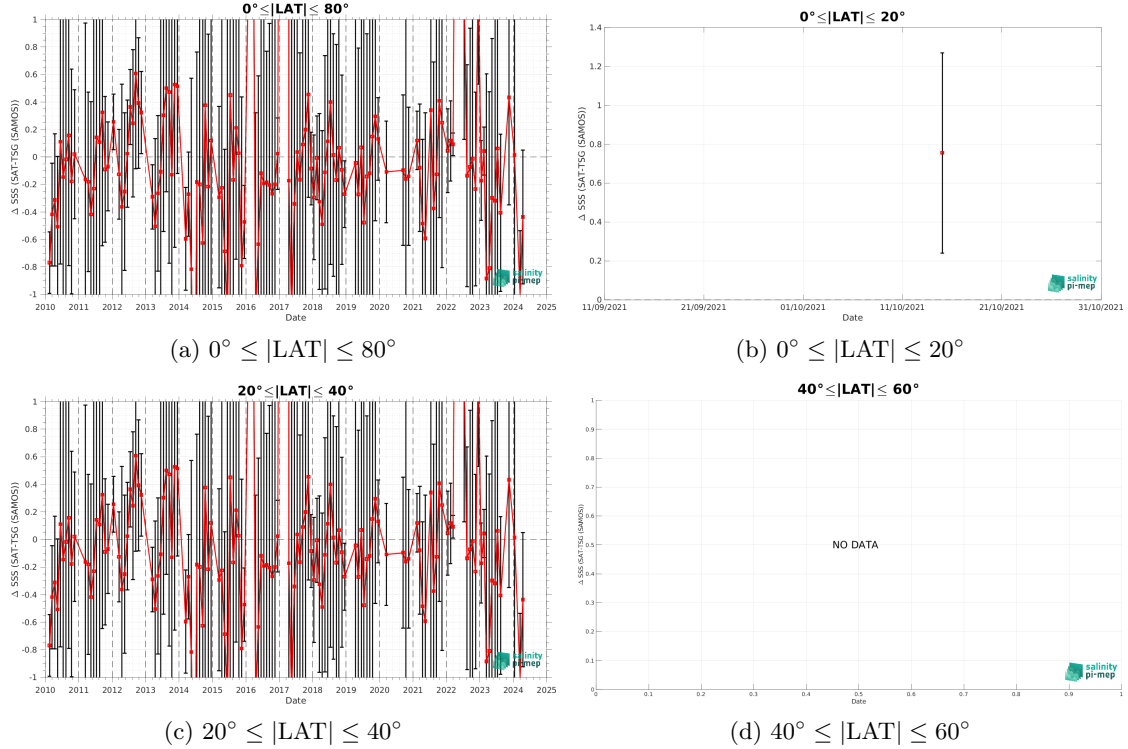 0°≤|LAT|≤ 80°
Δ SSS (SAT-TSG (SAMOS))
1
0.8
0.6
0.4
0.2
0
-0.2
-0.4
-0.6
-0.8
-1
2010 2011 2012 2013 2014 2015 2016 2017 2018 2019 2020 2021 2022 2023 2024 2025
Date
salinity
pi-mep
(a) 0° ≤ |LAT| ≤ 80°
0°≤|LAT|≤ 20°
Δ SSS (SAT-TSG (SAMOS))
1.4
1.2
1
0.8
0.6
0.4
0.2
0
11/09/2021 21/09/2021 01/10/2021 11/10/2021 21/10/2021 31/10/2021
Date
salinity
pi-mep
(b) 0° ≤ |LAT| ≤ 20°
20°≤|LAT|≤ 40°
Δ SSS (SAT-TSG (SAMOS))
1
0.8
0.6
0.4
0.2
0
-0.2
-0.4
-0.6
-0.8
-1
2010 2011 2012 2013 2014 2015 2016 2017 2018 2019 2020 2021 2022 2023 2024 2025
Date
salinity
pi-mep
(c) 20° ≤ |LAT| ≤ 40°
40°≤|LAT|≤ 60°
Δ SSS (SAT-TSG (SAMOS))
1
0.9
0.8
0.7
0.6
0.5
0.4
0.3
0.2
0.1
0
NO DATA
0 0.1 0.2 0.3 0.4 0.5 0.6 0.7 0.8 0.9 1
Date
salinity
pi-mep
(d) 40° ≤ |LAT| ≤ 60°